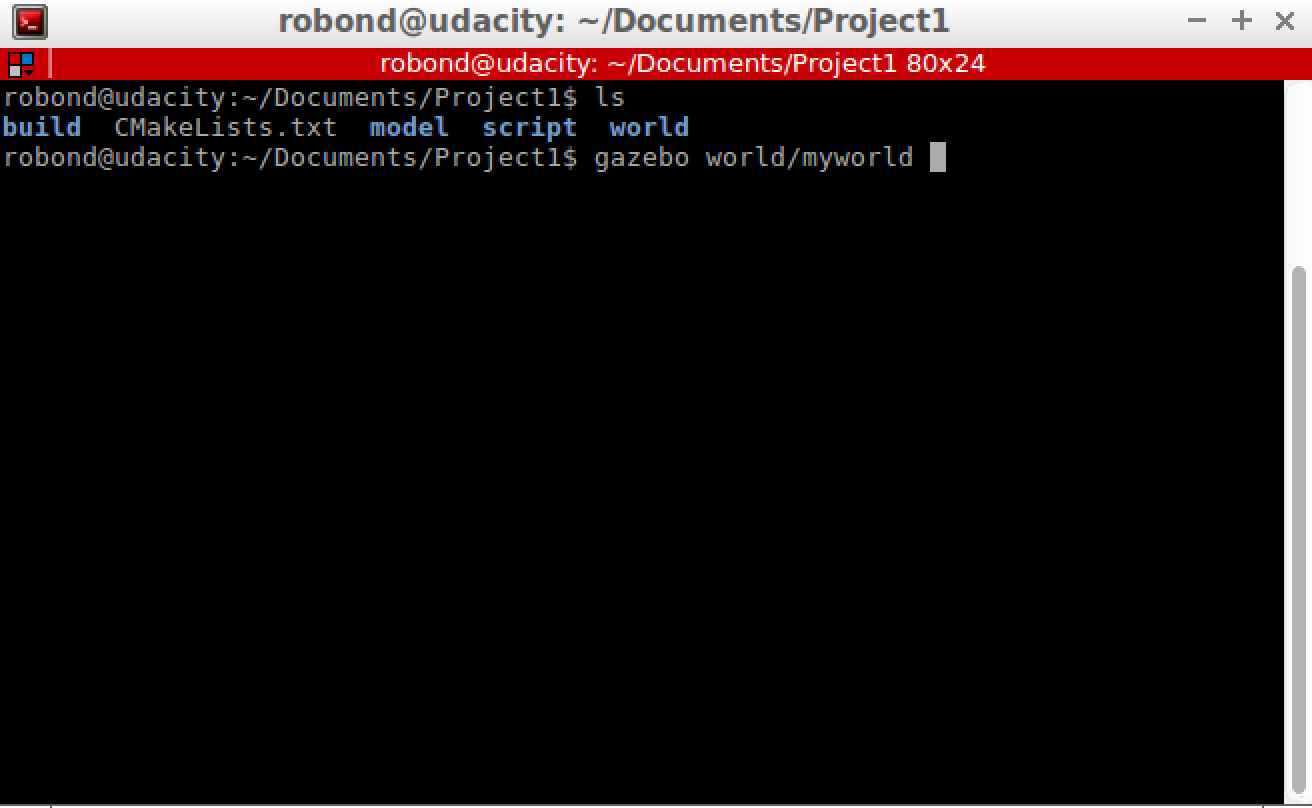 robond@udacity: ~/Documents/Project1
robond@udacity: ~/Documents/Project1 80x24
robond@udacity:~/Documents/Project1$ ls
build  CMakeLists.txt  model  script  world
robond@udacity:~/Documents/Project1$ gazebo world/myworld